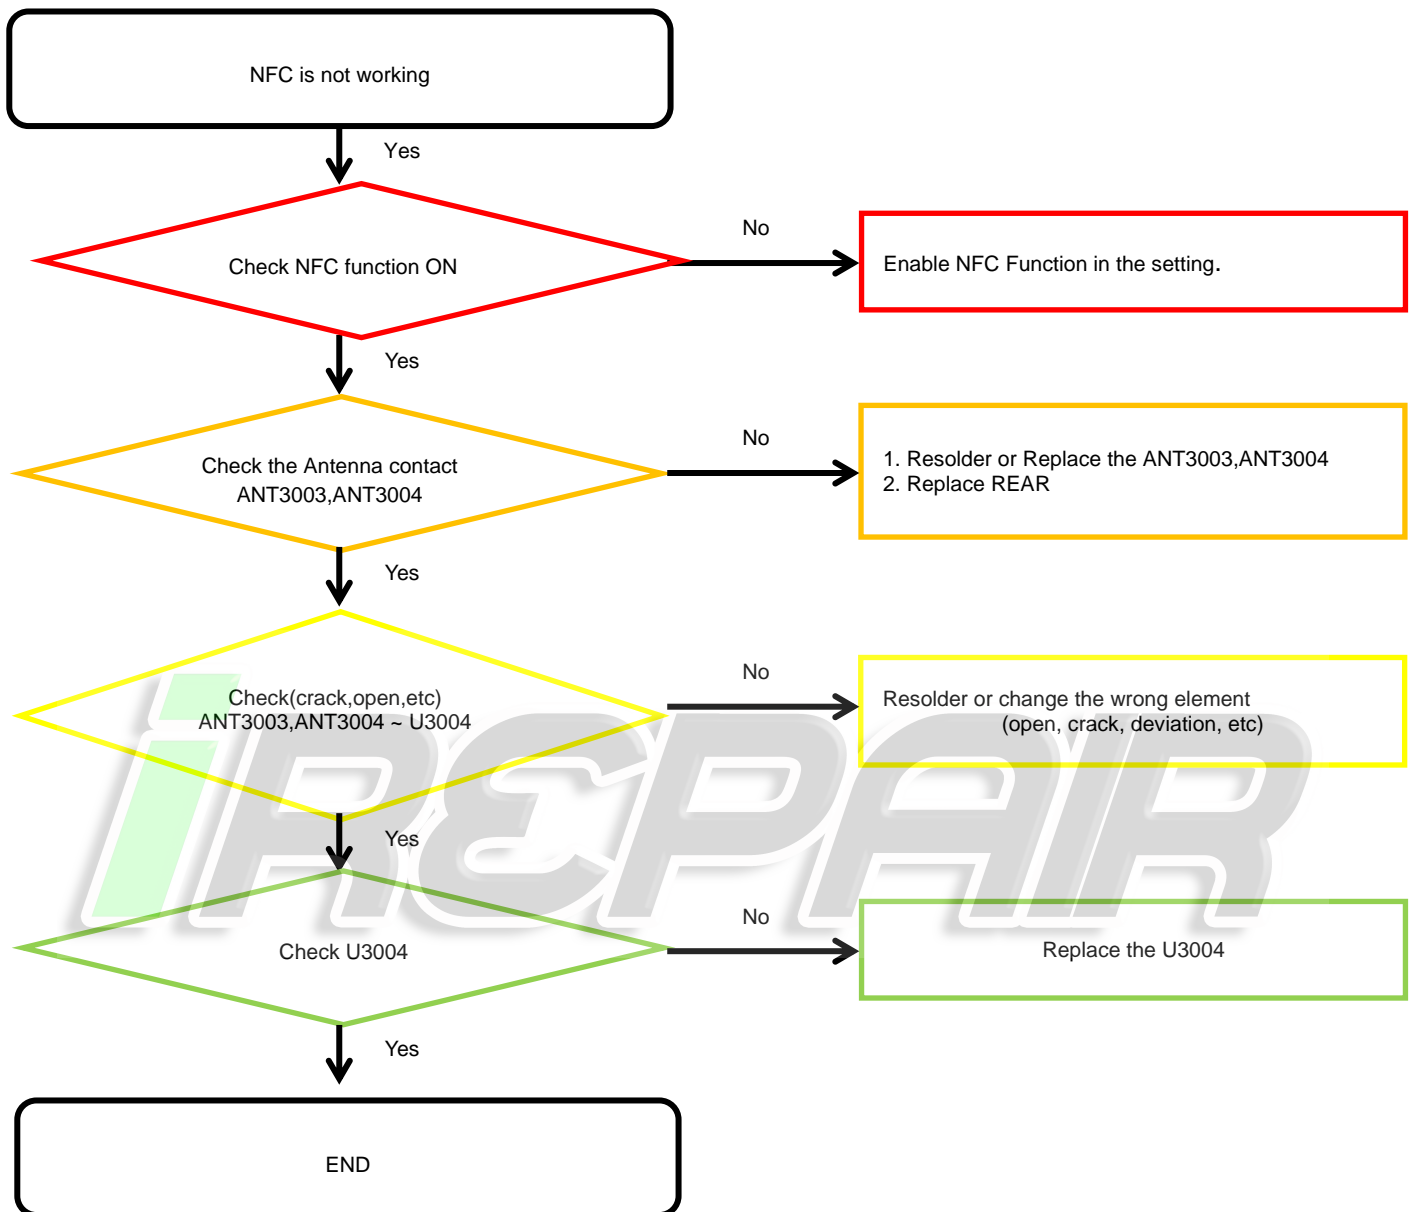 NFC is not working
Yes
Check NFC function ON
No
Enable NFC Function in the setting.
Yes
Check the Antenna contact
ANT3003,ANT3004
No
1. Resolder or Replace the ANT3003,ANT3004
2. Replace REAR
Yes
Check(crack,open,etc)
ANT3003,ANT3004 ~ U3004
No
Resolder or change the wrong element
(open, crack, deviation, etc)
Yes
iREPAIR
Check U3004
No
Replace the U3004
Yes
END